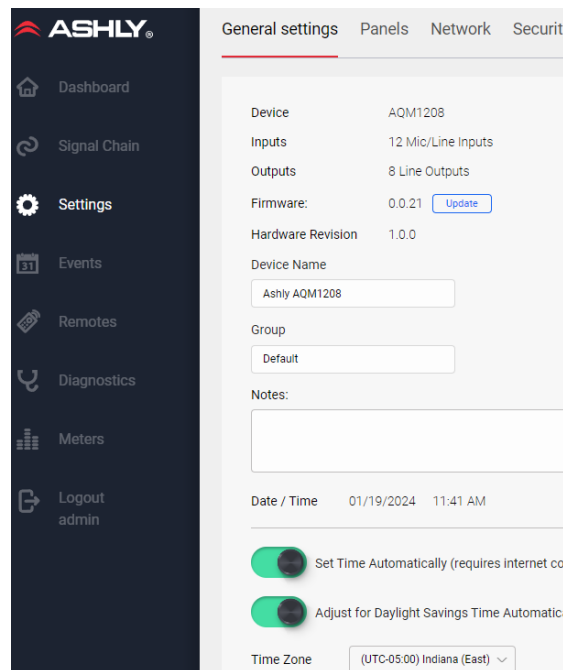 ASHLY®
General settings Panels Network Securit
Dashboard
Signal Chain
Settings
31
Events
Remotes
Diagnostics
Meters
Logout
admin
Device AQM1208
Inputs 12 Mic/Line Inputs
Outputs 8 Line Outputs
Firmware: 0.0.21 Update
Hardware Revision 1.0.0
Device Name
Ashly AQM1208
Group
Default
Notes:
Date / Time 01/19/2024 11:41 AM
Set Time Automatically (requires internet co
Adjust for Daylight Savings Time Automatica
Time Zone (UTC-05:00) Indiana (East)